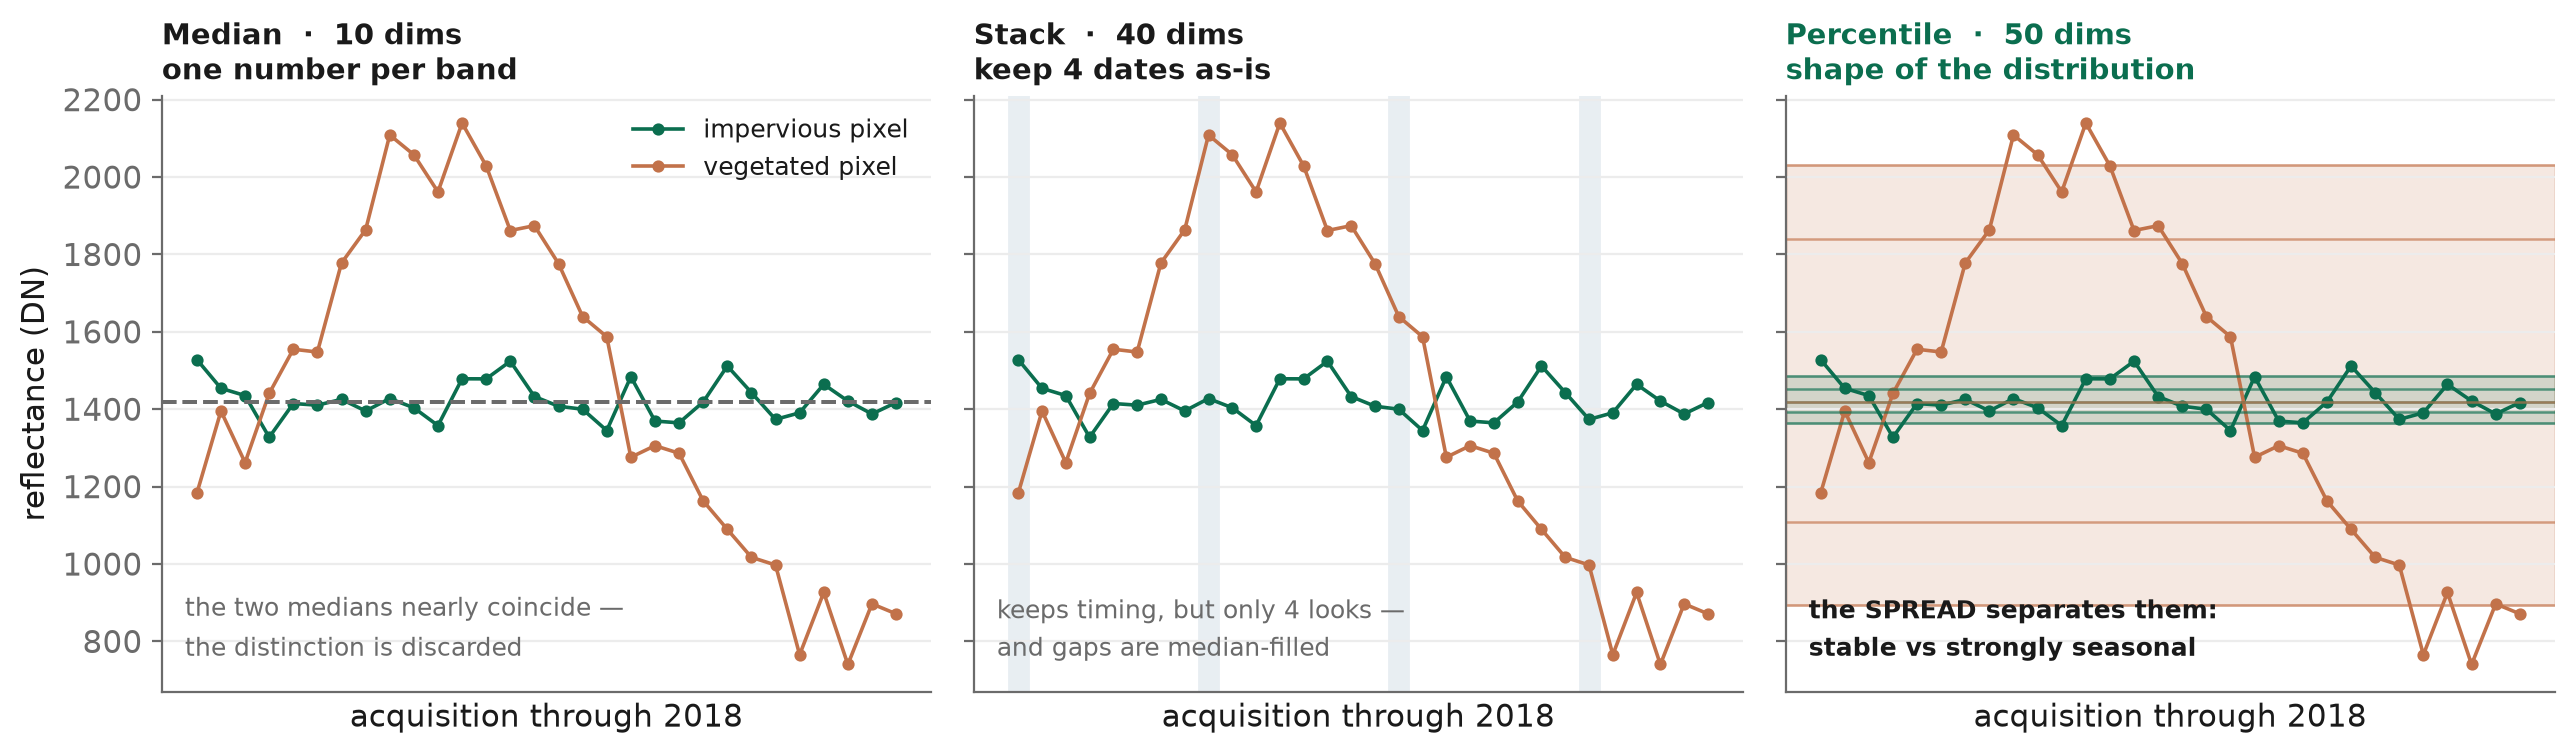 Median · 10 dims
one number per band
Stack · 40 dims
keep 4 dates as-is
Percentile · 50 dims
shape of the distribution
reflectance (DN)
2200
2000
1800
1600
1400
1200
1000
800
impervious pixel
vegetated pixel
the two medians nearly coincide —
the distinction is discarded
keeps timing, but only 4 looks —
and gaps are median-filled
the SPREAD separates them:
stable vs strongly seasonal
acquisition through 2018
acquisition through 2018
acquisition through 2018